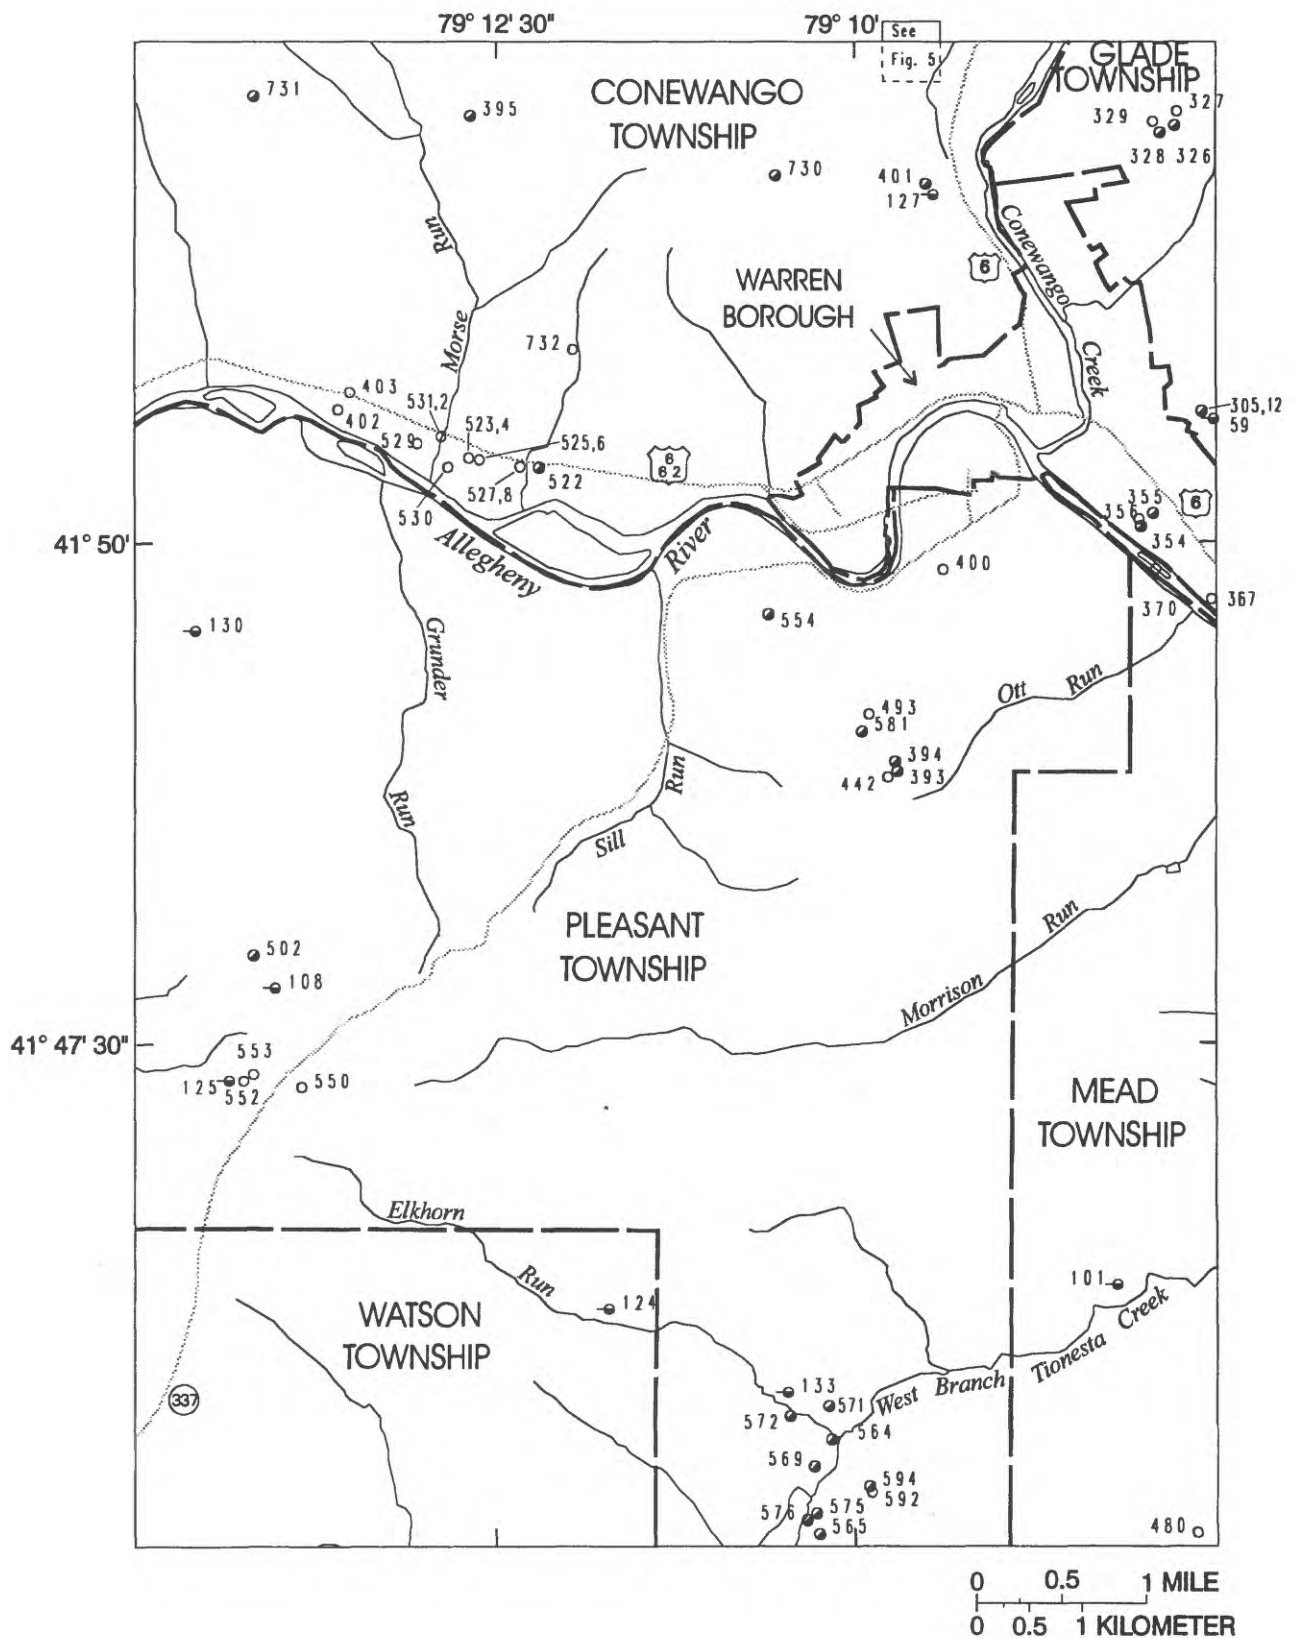 79° 12' 30"
79° 10'
See
Fig. 5
GLADE
TOWNSHIP
CONEWANGO
TOWNSHIP
731
395
730
401
127
327
329
328
326
Run
Conewango
6
WARREN
BOROUGH
Morse
732
Creek
403
402
531,2
523,4
525,6
529
527,8
522
530
6
62
305,12
59
355
356
354
6
41° 50'
Allegheny
River
400
370
367
130
554
Grunder
Ott
Run
493
581
394
393
442
Run
Run
Sill
PLEASANT
TOWNSHIP
Run
Morrison
502
108
41° 47' 30"
553
125
552
550
MEAD
TOWNSHIP
Elkhorn
Run
124
101
WATSON
TOWNSHIP
Creek
Tionesta
337
133
571
572
West
Branch
564
569
594
592
575
576
565
480
0 0.5 1 MILE
0 0.5 1 KILOMETER